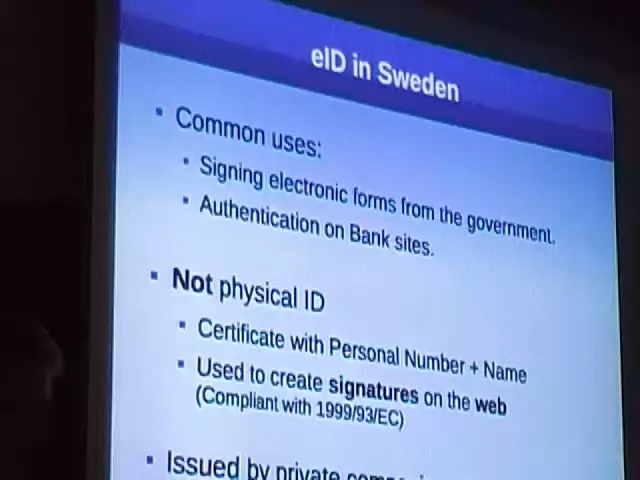 eID in Sweden
Common uses:
Signing electronic forms from the government.
Authentication on Bank sites.
Not physical ID
Certificate with Personal Number + Name
Used to create signatures on the web
(Compliant with 1999/93/EC)
Issued by private